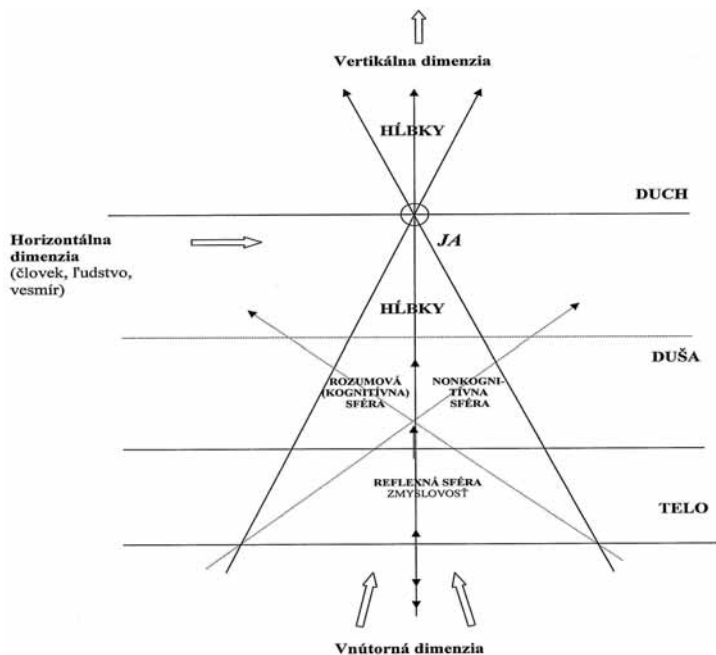 Vertikálna dimenzia
HĹBKY
DUCH
JA
Horizontálna
dimenzia
(človek, ľudstvo,
vesmír)
HĹBKY
DUŠA
ROZUMOVÁ
(KOGNITÍVNA)
SFÉRA
NONKOGNI-
TÍVNA
SFÉRA
REFLEXNÁ SFÉRA
ZMYSLOVOSŤ
TELO
Vnútorná dimenzia